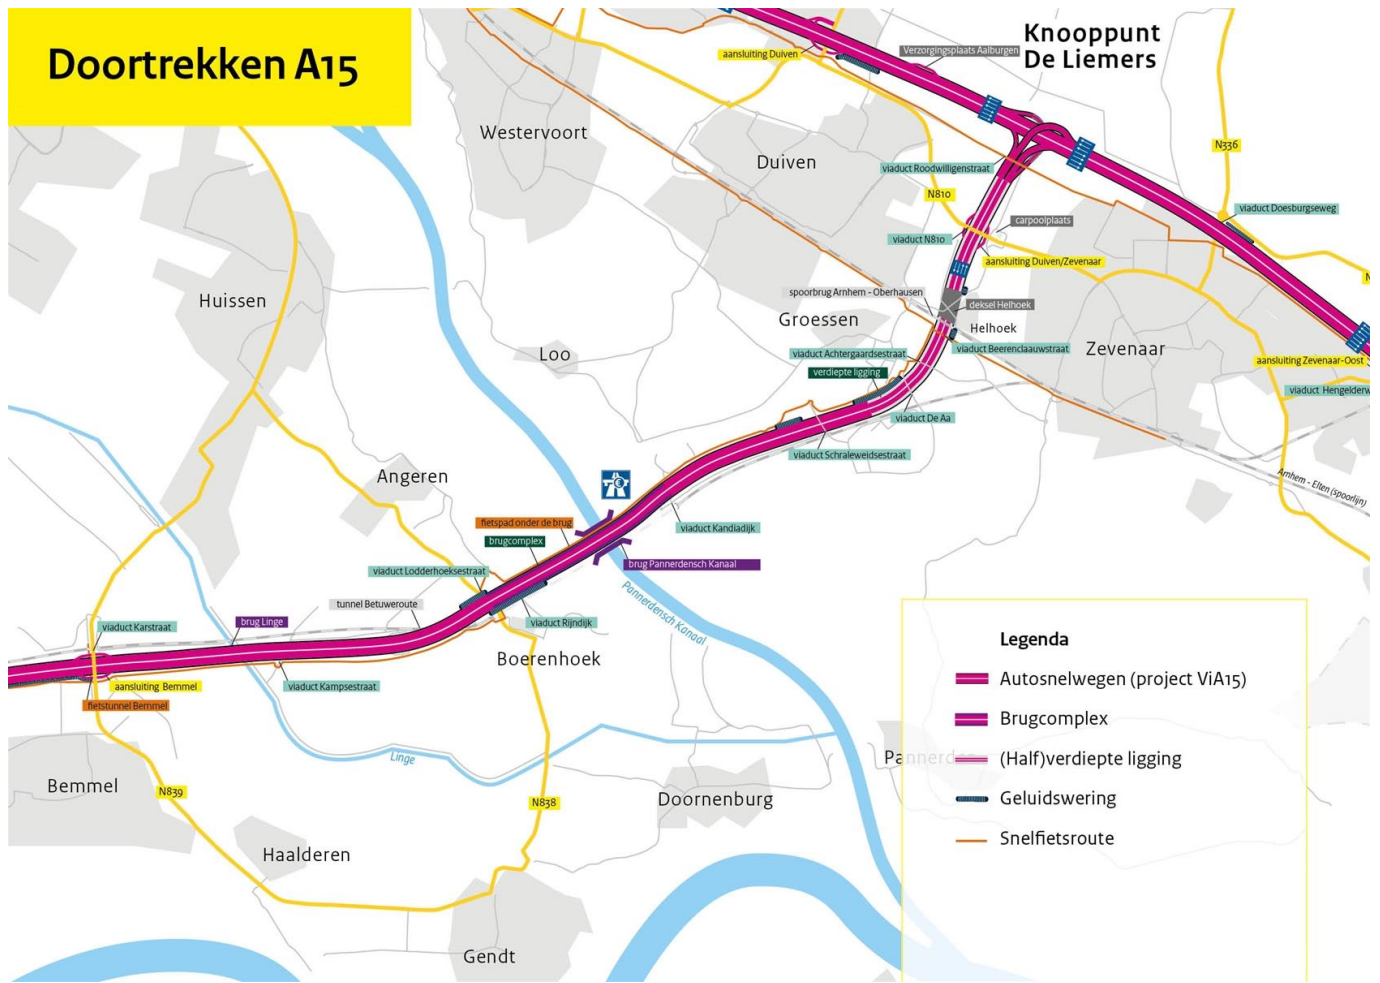 Doortrekken A15
Knooppunt
De Liemers
aansluiting Duiven
Verzorgingsplaats Aalburgen
Westervoort
Duiven
viaduct Roodwilligenstraat
N336
N810
viaduct Doesburgseweg
carpoolplaats
viaduct N810
aansluiting Duiven/Zevenaar
Huissen
spoorbrug Arnhem - Oberhausen
deksel Helhoek
Groessen
Helhoek
Loo
viaduct Achtergaardsestraat
viaduct Beerenclaauwstraat
Zevenaar
aansluiting Zevenaar-Oost
verdiepte ligging
viaduct Hengelderw
viaduct De Aa
viaduct Schraleweidsestraat
Angeren
Arnhem - Elten (spoorlijn)
fietspad onder de brug
viaduct Kandiadijk
brugcomplex
brug Pannerdensch Kanaal
viaduct Lodderhoeksestraat
Pannerdensch Kanaal
tunnel Betuweroute
viaduct Karstraat
brug Linge
viaduct Rijndijk
Boerenhoek
aansluiting Bemmel
viaduct Kampsestraat
fietstunnel Bemmel
Linge
Bemmel
N839
N838
Doornenburg
Haalderen
Gendt
Pannerden
Legenda
Autosnelwegen (project ViA15)
Brugcomplex
(Half)verdiepte ligging
Geluidswering
Snelfietsroute